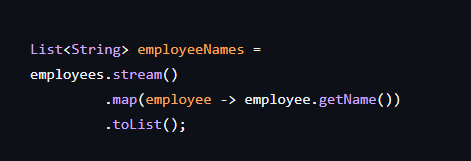 List<String> employeeNames =
employees.stream()
.map(employee -> employee.getName())
.toList();